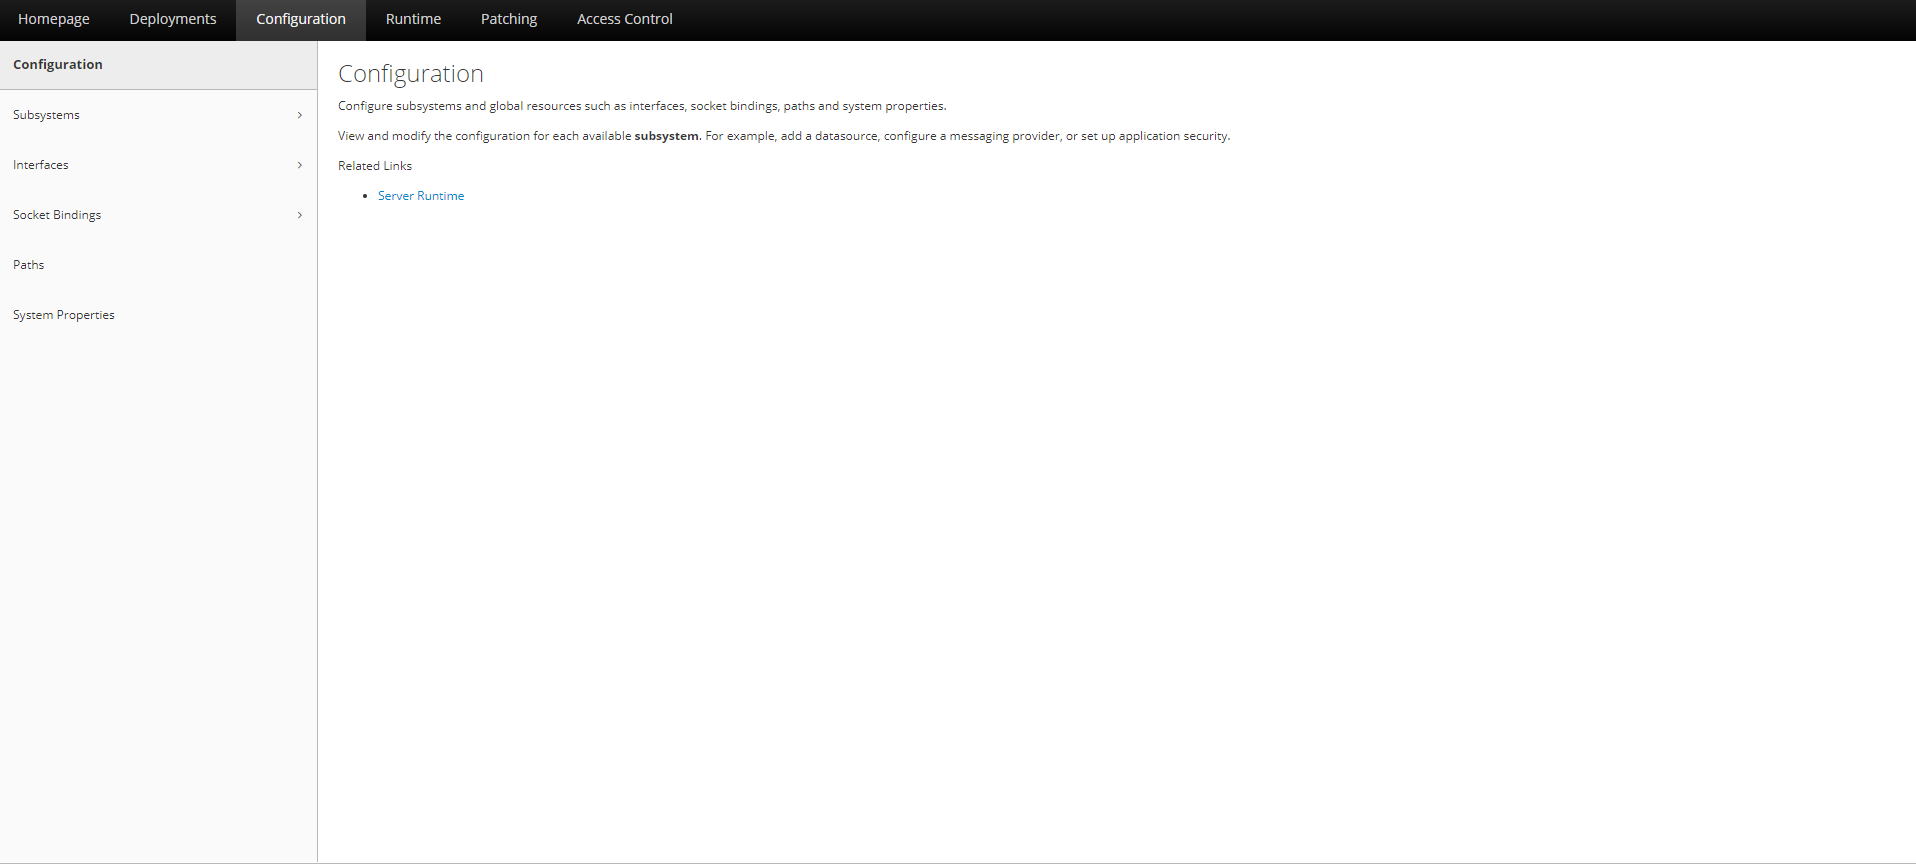 Homepage Deployments Configuration Runtime Patching Access Control
Configuration
Subsystems
Interfaces
Socket Bindings
Paths
System Properties
Configuration
Configure subsystems and global resources such as interfaces, socket bindings, paths and system properties.
View and modify the configuration for each available subsystem. For example, add a datasource, configure a messaging provider, or set up application security.
Related Links
Server Runtime